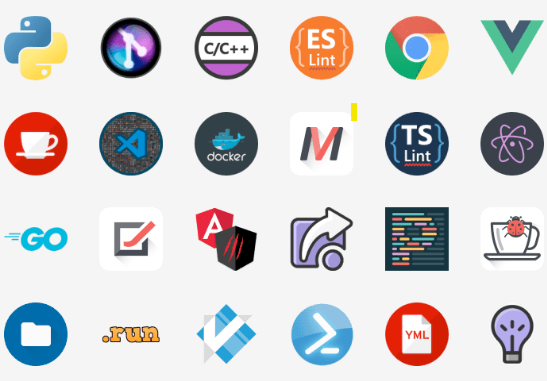 C/C++
{ES}
Lint
docker
M
{TS}
Lint
GO
A
.run
YML